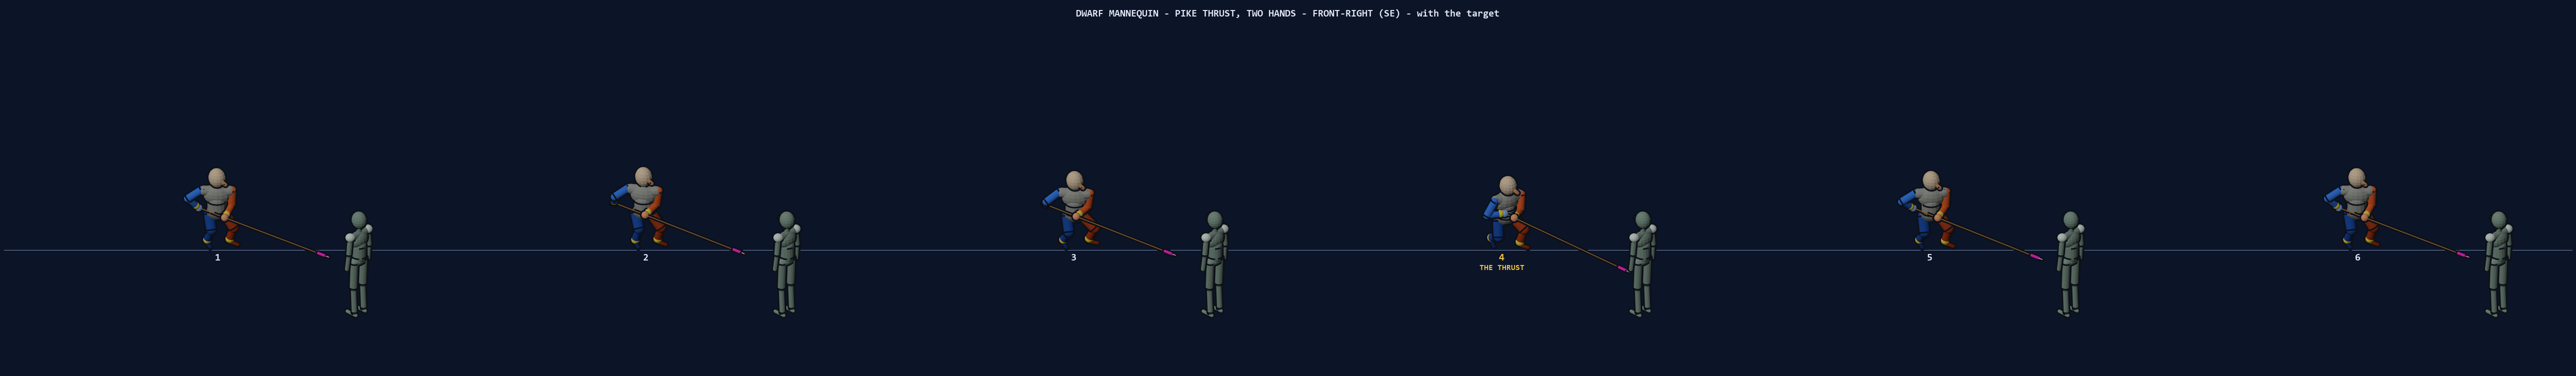 DWARF MANNEQUIN - PIKE THRUST, TWO HANDS - FRONT-RIGHT (SE) - with the target
1 2 3 4 5 6
THE THRUST